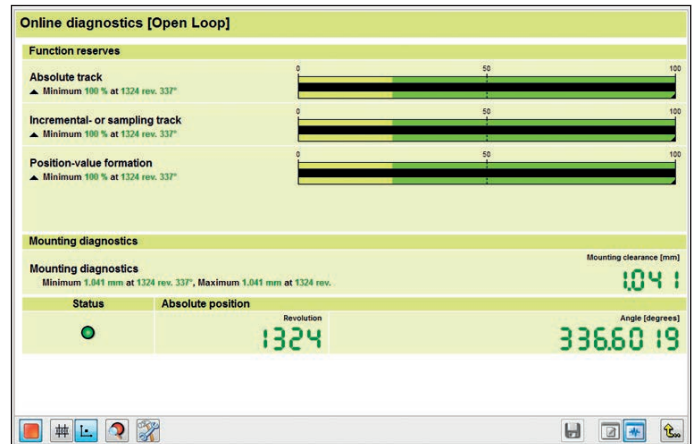 Online diagnostics [Open Loop]
Function reserves
Absolute track
Minimum 100 % at 1324 rev. 337°
0 50 100
Incremental- or sampling track
Minimum 100 % at 1324 rev. 337°
0 50 100
Position-value formation
Minimum 100 % at 1324 rev. 337°
0 50 100
Mounting diagnostics
Mounting diagnostics
Minimum 1.041 mm at 1324 rev. 337°, Maximum 1.041 mm at 1324 rev.
Mounting clearance [mm]
1.041
Status Absolute position
Revolution
1324
Angle [degrees]
336.6019